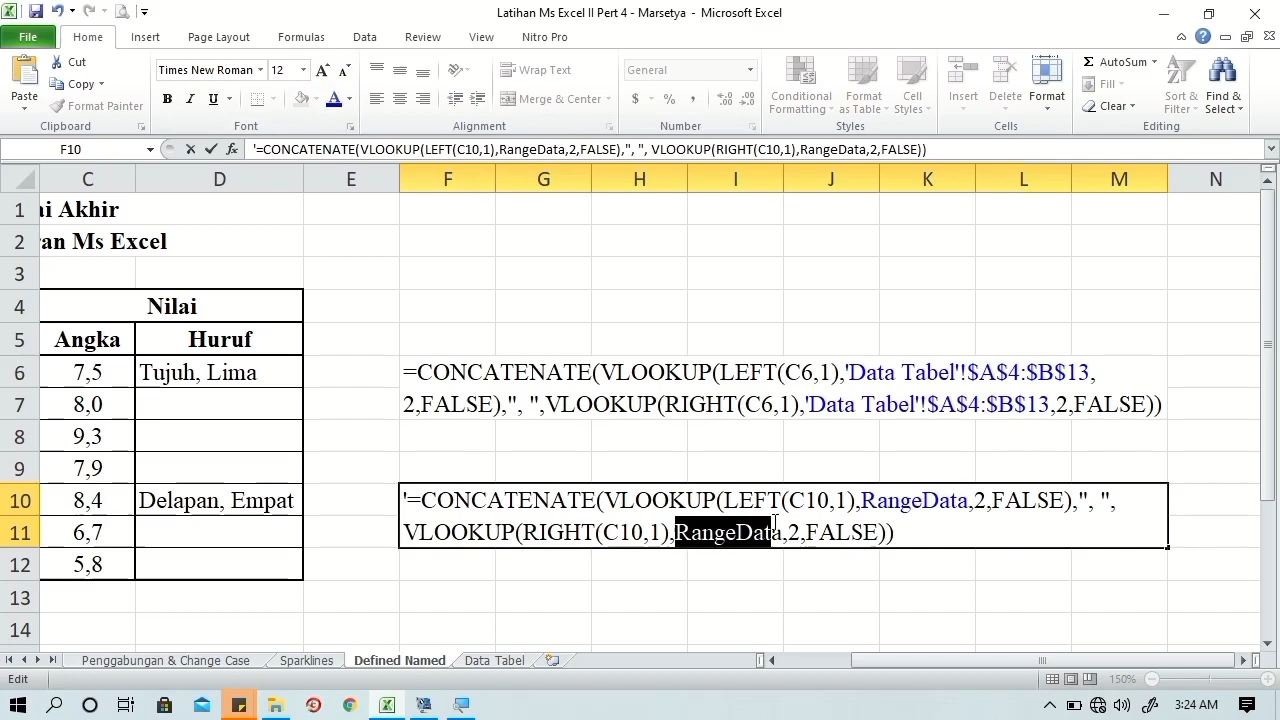 Latihan Ms Excel II Pert 4 - Marsetya - Microsoft Excel
File Home Insert Page Layout Formulas Data Review View Nitro Pro
Paste
Cut
Copy
Format Painter
Clipboard
Times New Roman 12
B I U
Font
Wrap Text
Merge & Center
Alignment
General
$ % ,
Number
Conditional Formatting
Format as Table
Cell Styles
Styles
Insert Delete Format
Cells
AutoSum
Fill
Clear
Sort & Filter
Find & Select
Editing
F10 '=CONCATENATE(VLOOKUP(LEFT(C10,1),RangeData,2,FALSE),", ", VLOOKUP(RIGHT(C10,1),RangeData,2,FALSE))
C D E F G H I J K L M N
1 ai Akhir
2 ran Ms Excel
3
4 Nilai
5 Angka Huruf
6 7,5 Tujuh, Lima =CONCATENATE(VLOOKUP(LEFT(C6,1),'Data Tabel'!$A$4:$B$13,
7 8,0 2,FALSE),", ",VLOOKUP(RIGHT(C6,1),'Data Tabel'!$A$4:$B$13,2,FALSE))
8 9,3
9 7,9
10 8,4 Delapan, Empat '=CONCATENATE(VLOOKUP(LEFT(C10,1),RangeData,2,FALSE),", ",
11 6,7 VLOOKUP(RIGHT(C10,1),RangeData,2,FALSE))
12 5,8
13
14
Penggabungan & Change Case Sparklines Defined Named Data Tabel
Edit 150%
3:24 AM